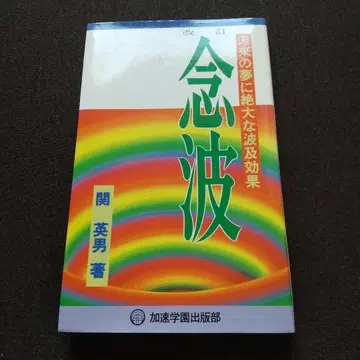 改訂
未来の夢に絶大な波及効果
念波
関英男著
加速学園出版部